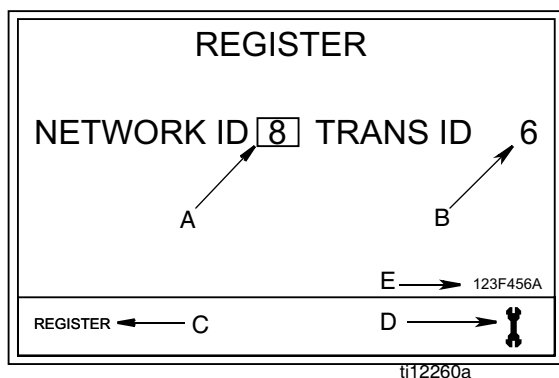 REGISTER
NETWORK ID 8 TRANS ID 6
A
B
E 123F456A
REGISTER C D
ti12260a